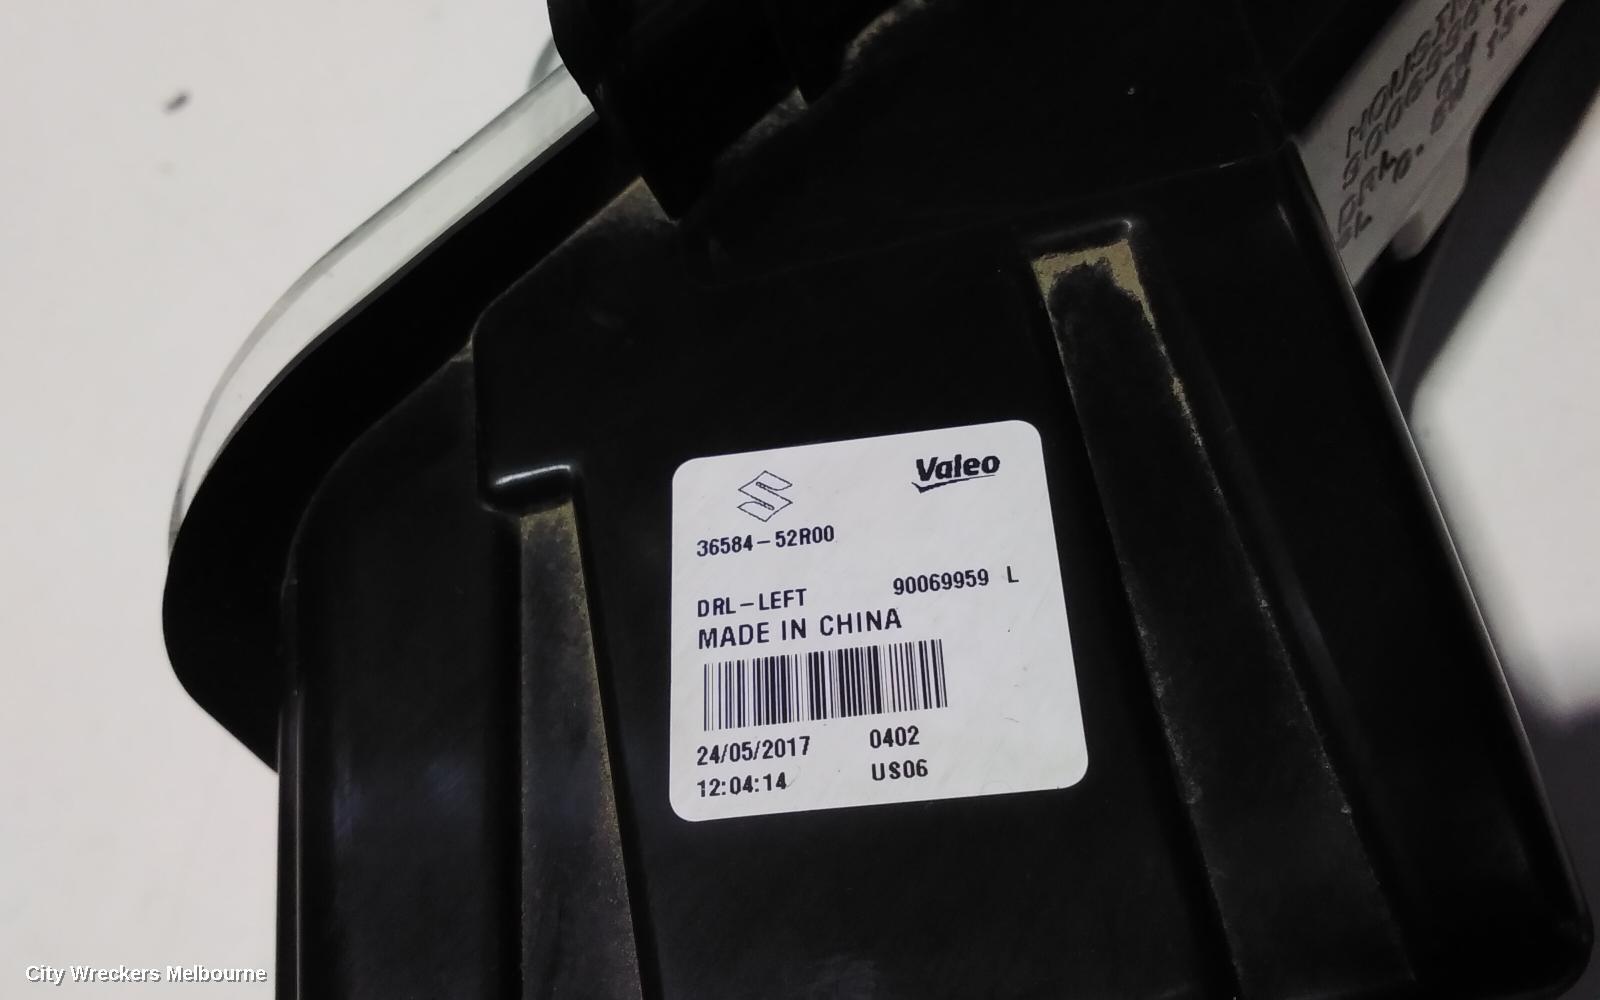 Valeo
36584-52R00
DRL-LEFT 90069959 L
MADE IN CHINA
24/05/2017 0402
12:04:14 US06
City Wreckers Melbourne